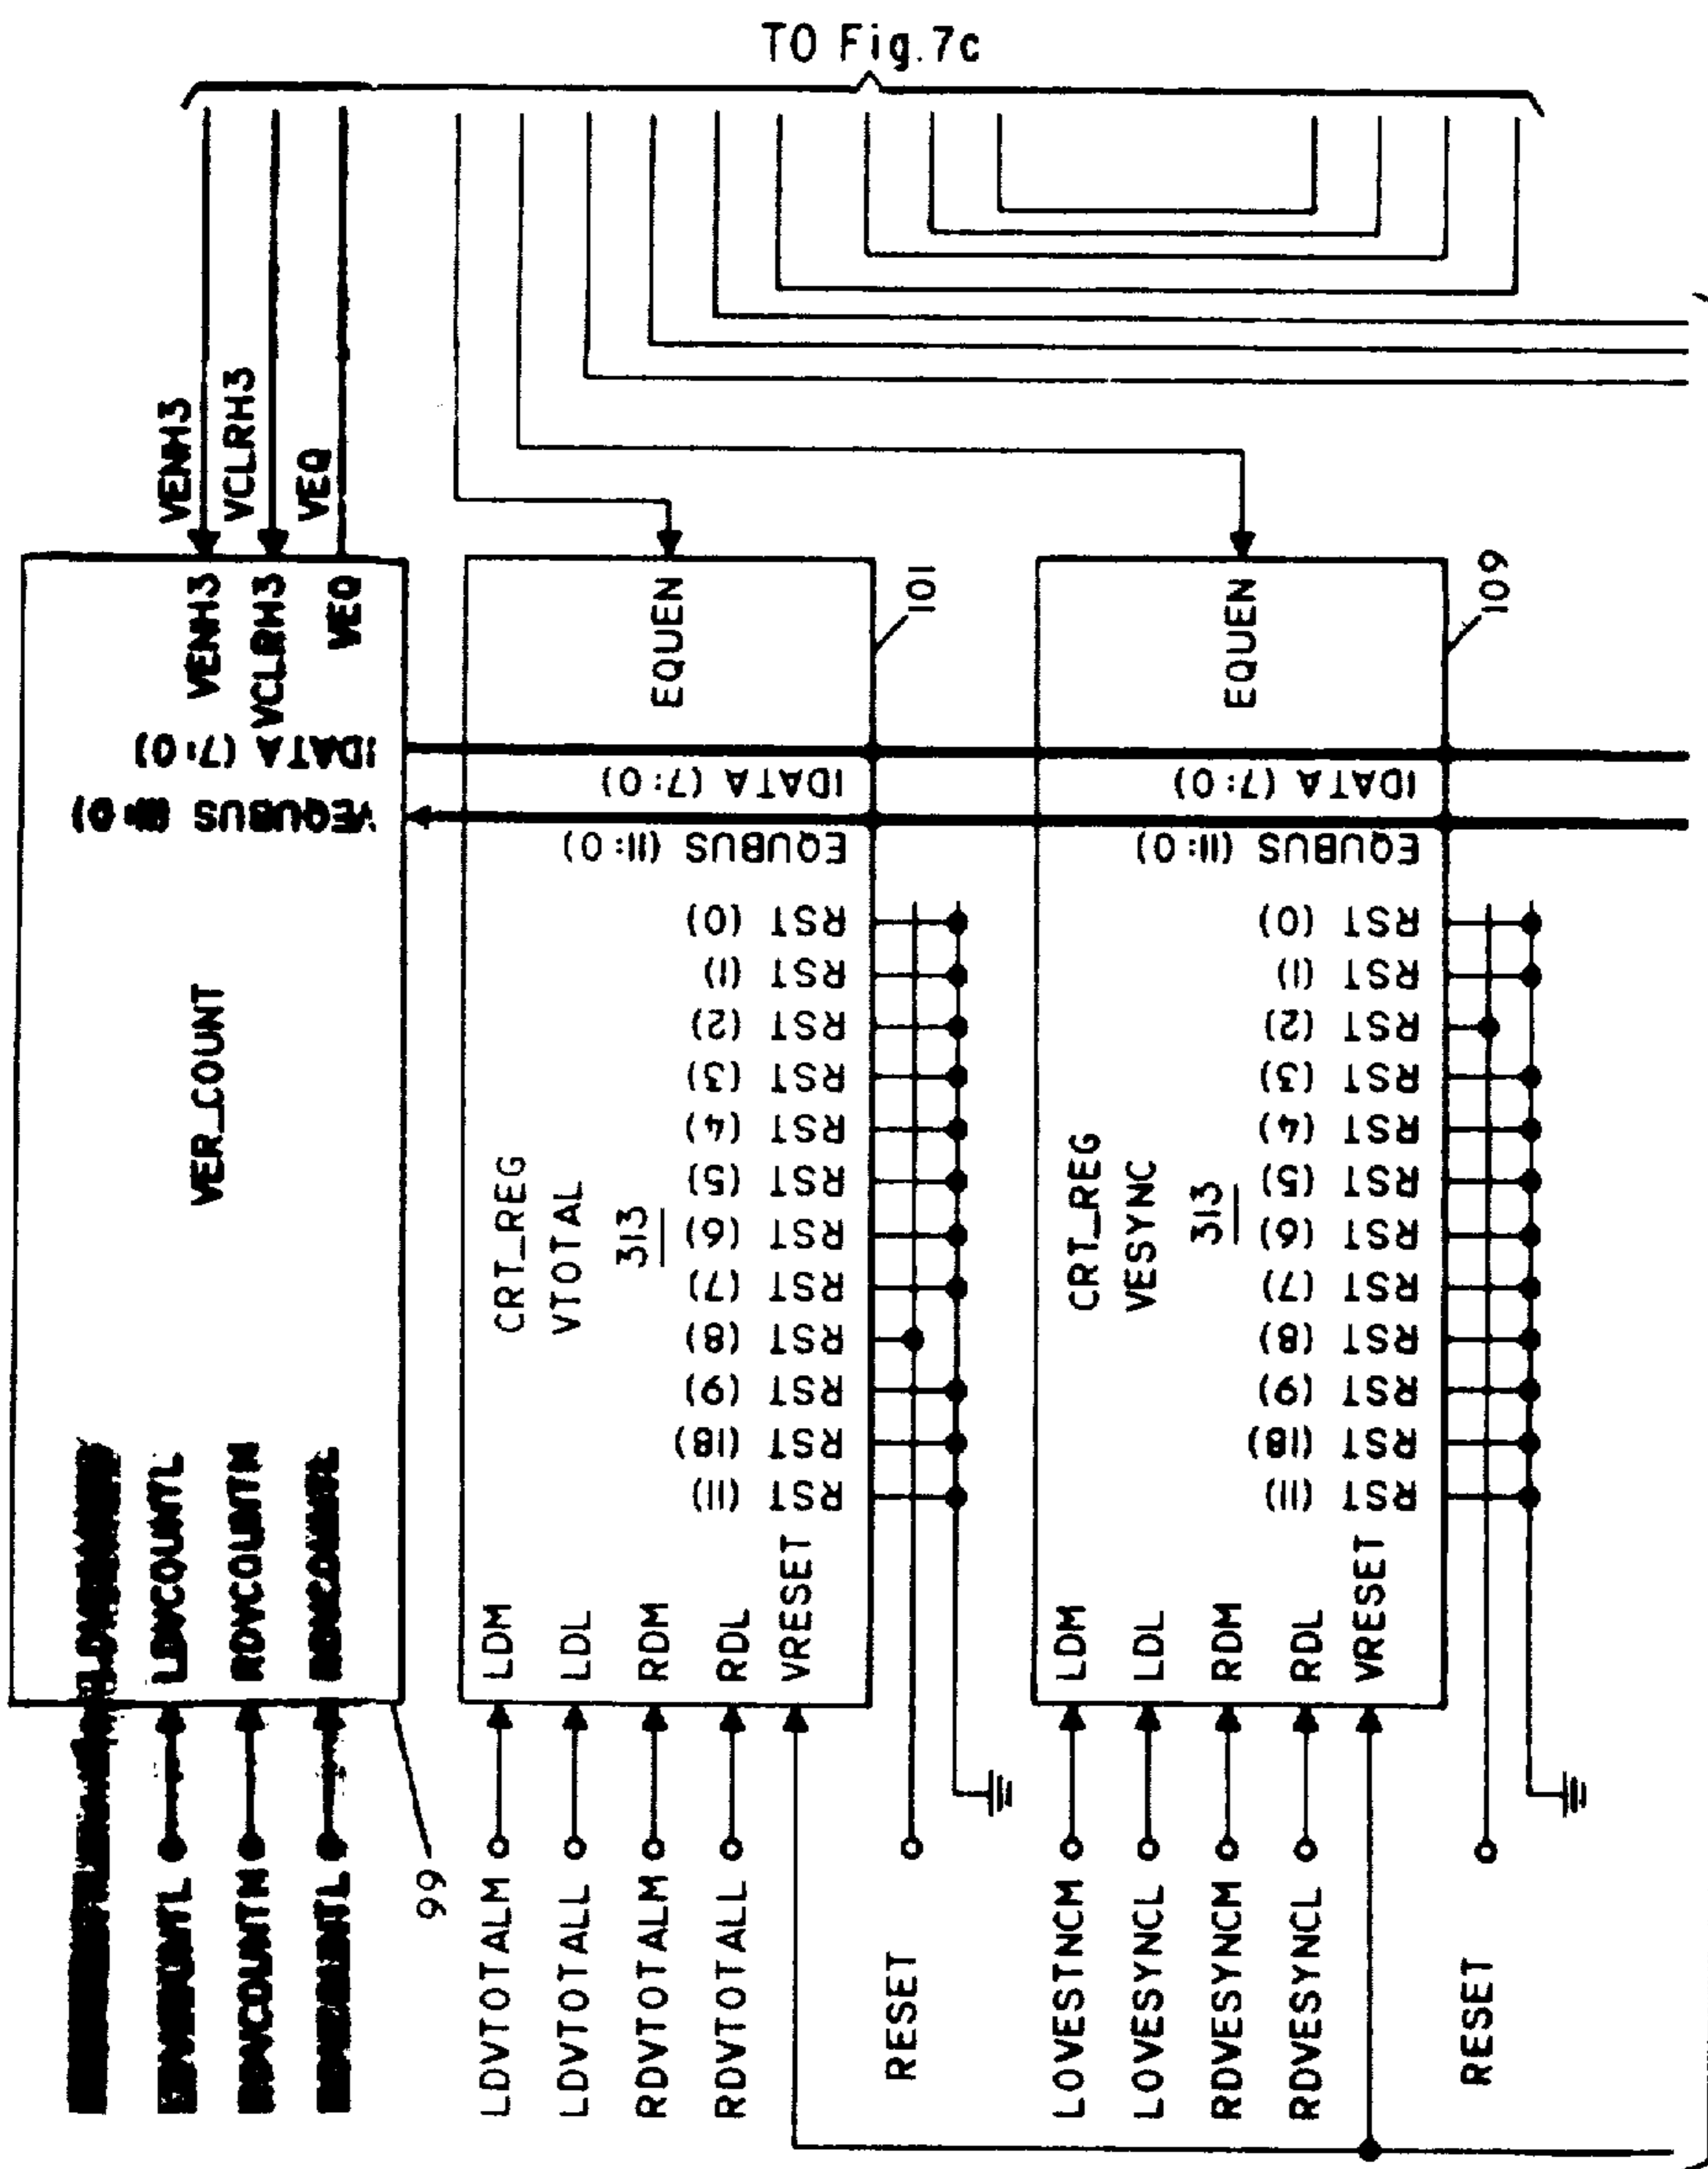 TO Fig.7c
VENH3
VCLRH3
VEQ
VENH3
VCLRH3
VEQ
IDATA (7:0)
VER_COUNT
LDVCOUNTL
RDVCOUNTM
RDVCOUNTM
99
EQUEN
101
IDATA (7:0)
EQUBUS (11:0)
RST (0)
RST (1)
RST (2)
RST (3)
RST (4)
RST (5)
RST (6)
RST (7)
RST (8)
RST (9)
RST (18)
RST (11)
CRT_REG
VTOTAL
313
LDM
LDL
RDM
RDL
VRESET
LDVTOTALM
LDVTOTALL
RDVTOTALM
RDVTOTALL
RESET
EQUEN
109
IDATA (7:0)
EQUBUS (11:0)
RST (0)
RST (1)
RST (2)
RST (3)
RST (4)
RST (5)
RST (6)
RST (7)
RST (8)
RST (9)
RST (18)
RST (11)
CRT_REG
VESYNC
313
LDM
LDL
RDM
RDL
VRESET
LOVESTNCM
LOVESYNCL
RDVESYNCM
RDVESYNCL
RESET